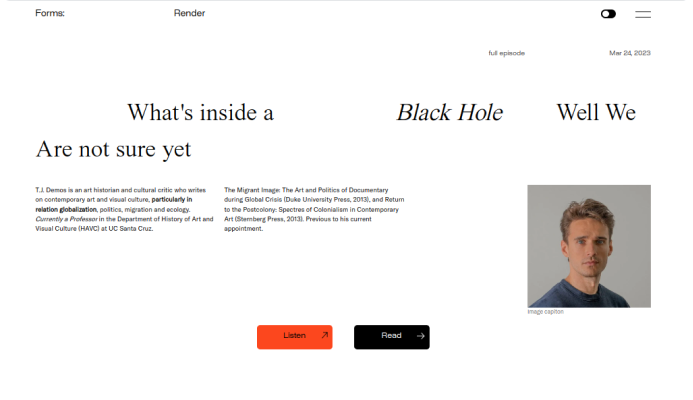 Forms: Render
full episode Mar 24, 2023
What's inside a Black Hole Well We
Are not sure yet
T.J. Demos is an art historian and cultural critic who writes
on contemporary art and visual culture, particularly in
relation globalization, politics, migration and ecology.
Currently a Professor in the Department of History of Art and
Visual Culture (HAVC) at UC Santa Cruz.
The Migrant Image: The Art and Politics of Documentary
during Global Crisis (Duke University Press, 2013), and Return
to the Postcolony: Spectres of Colonialism in Contemporary
Art (Sternberg Press, 2013). Previous to his current
appointment.
image caption
Listen
Read